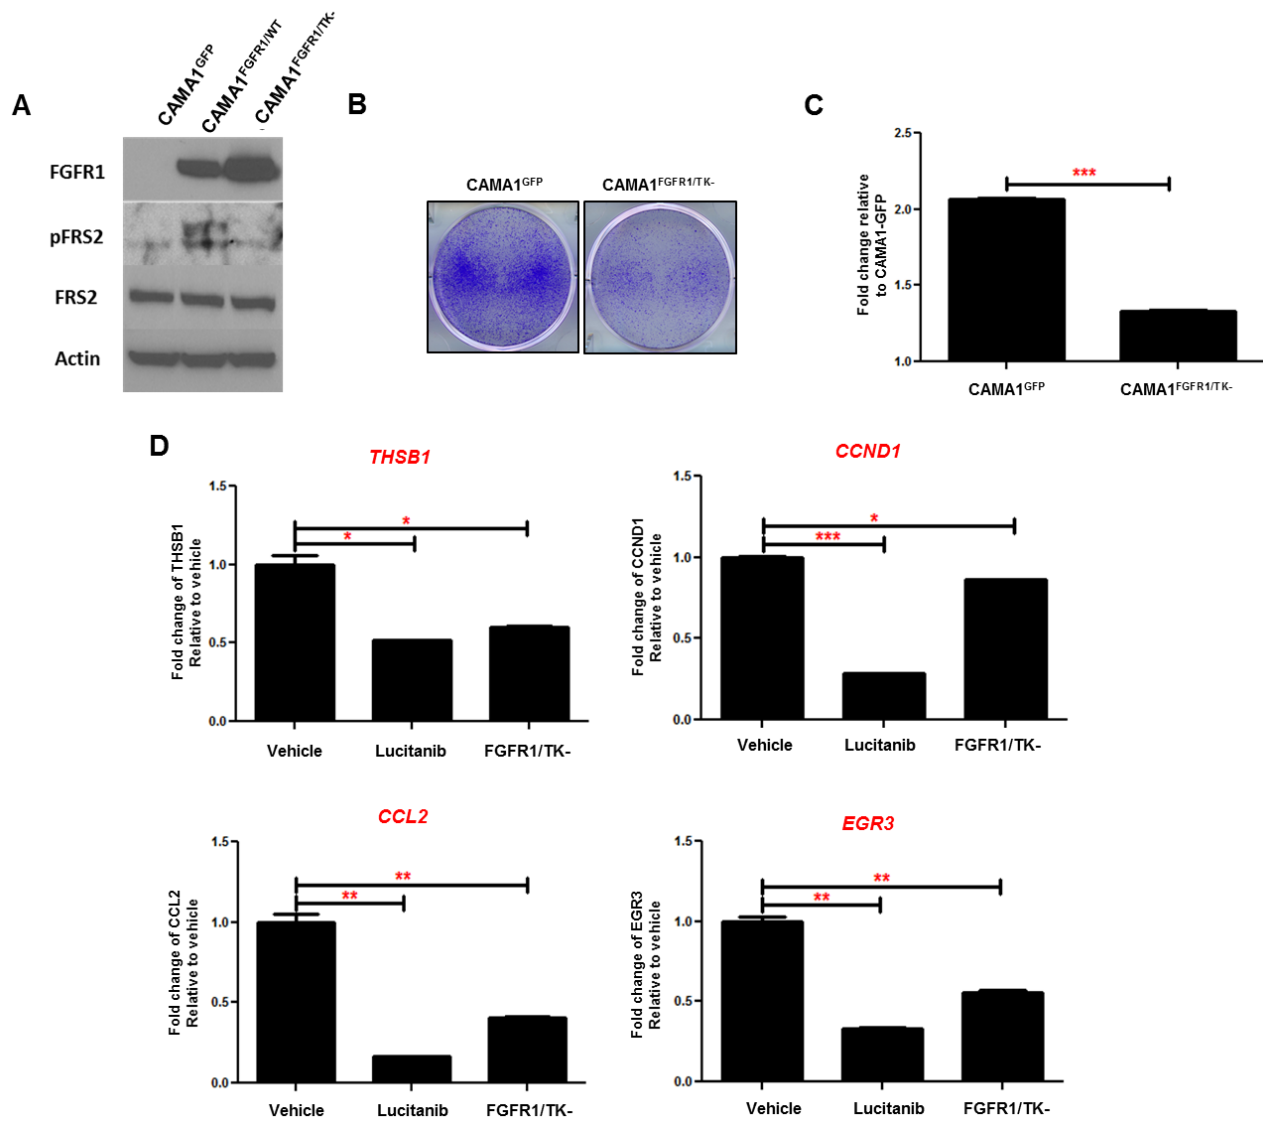 A
CAMA1GFP
CAMA1FGFR1/WT
CAMA1FGFR1/TK-
FGFR1
pFRS2
FRS2
Actin
B
CAMA1GFP
CAMA1FGFR1/TK-
C
Fold change relative
to CAMA1-GFP
2.5
2.0
1.5
1.0
***
CAMA1GFP
CAMA1FGFR1/TK-
D
THSB1
Fold change of THSB1
Relative to vehicle
1.5
1.0
0.5
0.0
*
*
Vehicle
Lucitanib
FGFR1/TK-
CCND1
Fold change of CCND1
Relative to vehicle
1.5
1.0
0.5
0.0
*
***
Vehicle
Lucitanib
FGFR1/TK-
CCL2
Fold change of CCL2
Relative to vehicle
1.5
1.0
0.5
0.0
**
**
Vehicle
Lucitanib
FGFR1/TK-
EGR3
Fold change of EGR3
Relative to vehicle
1.5
1.0
0.5
0.0
**
**
Vehicle
Lucitanib
FGFR1/TK-